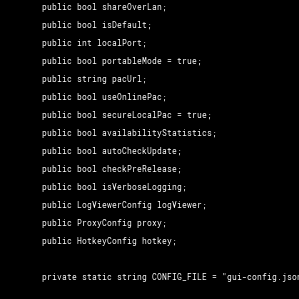 public bool shareOverLan;
public bool isDefault;
public int localPort;
public bool portableMode = true;
public string pacUrl;
public bool useOnlinePac;
public bool secureLocalPac = true;
public bool availabilityStatistics;
public bool autoCheckUpdate;
public bool checkPreRelease;
public bool isVerboseLogging;
public LogViewerConfig logViewer;
public ProxyConfig proxy;
public HotkeyConfig hotkey;
private static string CONFIG_FILE = "gui-config.json